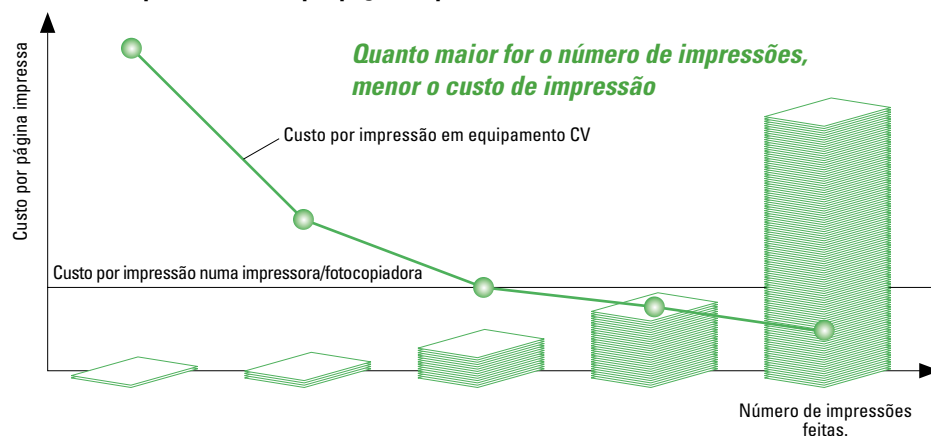 Quanto maior for o número de impressões,
menor o custo de impressão
Custo por página impressa
Custo por impressão em equipamento CV
Custo por impressão numa impressora/fotocopiadora
Número de impressões
feitas.